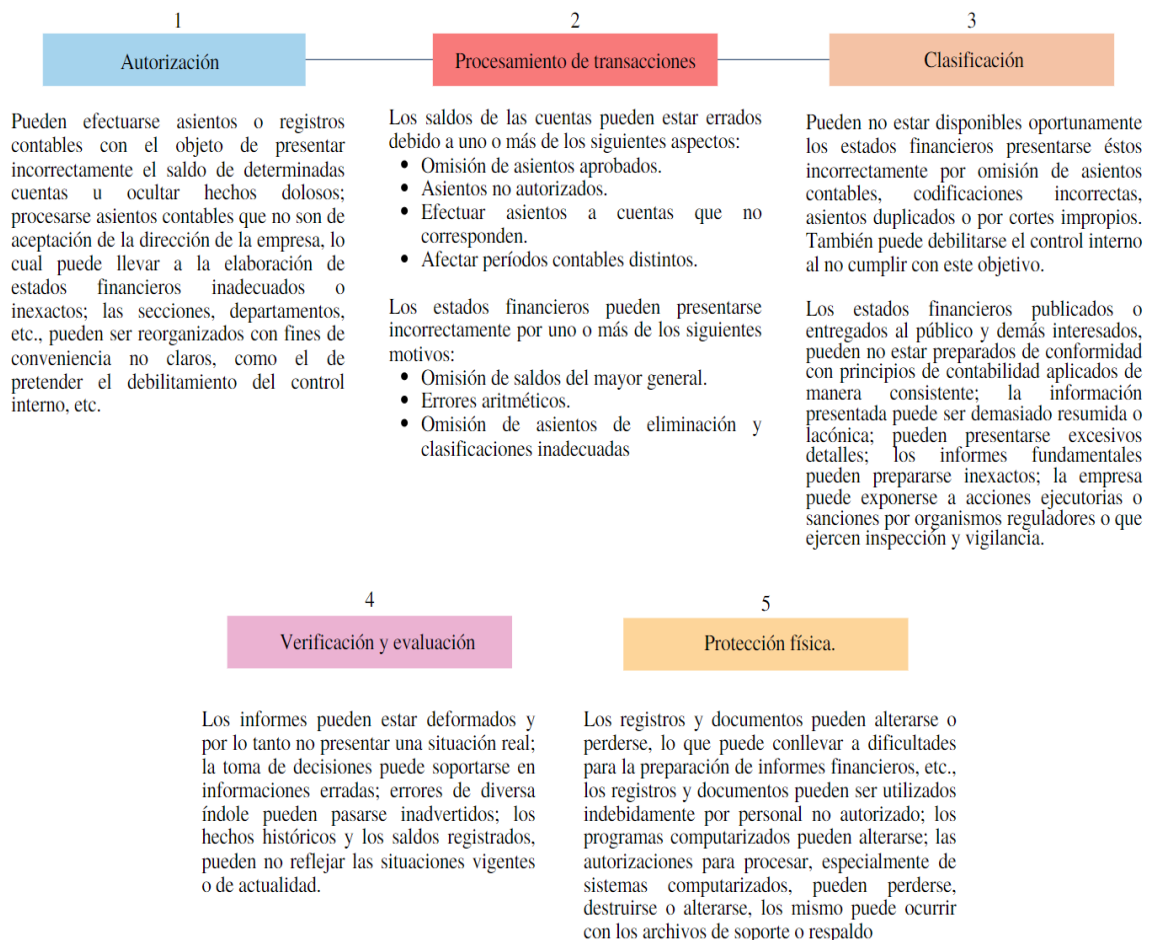 1
Autorización
Pueden efectuarse asientos o registros
contables con el objeto de presentar
incorrectamente el saldo de determinadas
cuentas u ocultar hechos dolosos;
procesarse asientos contables que no son de
aceptación de la dirección de la empresa, lo
cual puede llevar a la elaboración de
estados financieros inadecuados o
inexactos; las secciones, departamentos,
etc., pueden ser reorganizados con fines de
conveniencia no claros, como el de
pretender el debilitamiento del control
interno, etc.
2
Procesamiento de transacciones
Los saldos de las cuentas pueden estar errados
debido a uno o más de los siguientes aspectos:
• Omisión de asientos aprobados.
• Asientos no autorizados.
• Efectuar asientos a cuentas que no
corresponden.
• Afectar períodos contables distintos.
Los estados financieros pueden presentarse
incorrectamente por uno o más de los siguientes
motivos:
• Omisión de saldos del mayor general.
• Errores aritméticos.
• Omisión de asientos de eliminación y
clasificaciones inadecuadas
3
Clasificación
Pueden no estar disponibles oportunamente
los estados financieros presentarse éstos
incorrectamente por omisión de asientos
contables, codificaciones incorrectas,
asientos duplicados o por cortes impropios.
También puede debilitarse el control interno
al no cumplir con este objetivo.
Los estados financieros publicados o
entregados al público y demás interesados,
pueden no estar preparados de conformidad
con principios de contabilidad aplicados de
manera consistente; la información
presentada puede ser demasiado resumida o
lacónica; pueden presentarse excesivos
detalles; los informes fundamentales
pueden prepararse inexactos; la empresa
puede exponerse a acciones ejecutorias o
sanciones por organismos reguladores o que
ejercen inspección y vigilancia.
4
Verificación y evaluación
Los informes pueden estar deformados y
por lo tanto no presentar una situación real;
la toma de decisiones puede soportarse en
informaciones erradas; errores de diversa
índole pueden pasarse inadvertidos; los
hechos históricos y los saldos registrados,
pueden no reflejar las situaciones vigentes
o de actualidad.
5
Protección física.
Los registros y documentos pueden alterarse o
perderse, lo que puede conllevar a dificultades
para la preparación de informes financieros, etc.,
los registros y documentos pueden ser utilizados
indebidamente por personal no autorizado; los
programas computarizados pueden alterarse; las
autorizaciones para procesar, especialmente de
sistemas computarizados, pueden perderse,
destruirse o alterarse, los mismo puede ocurrir
con los archivos de soporte o respaldo